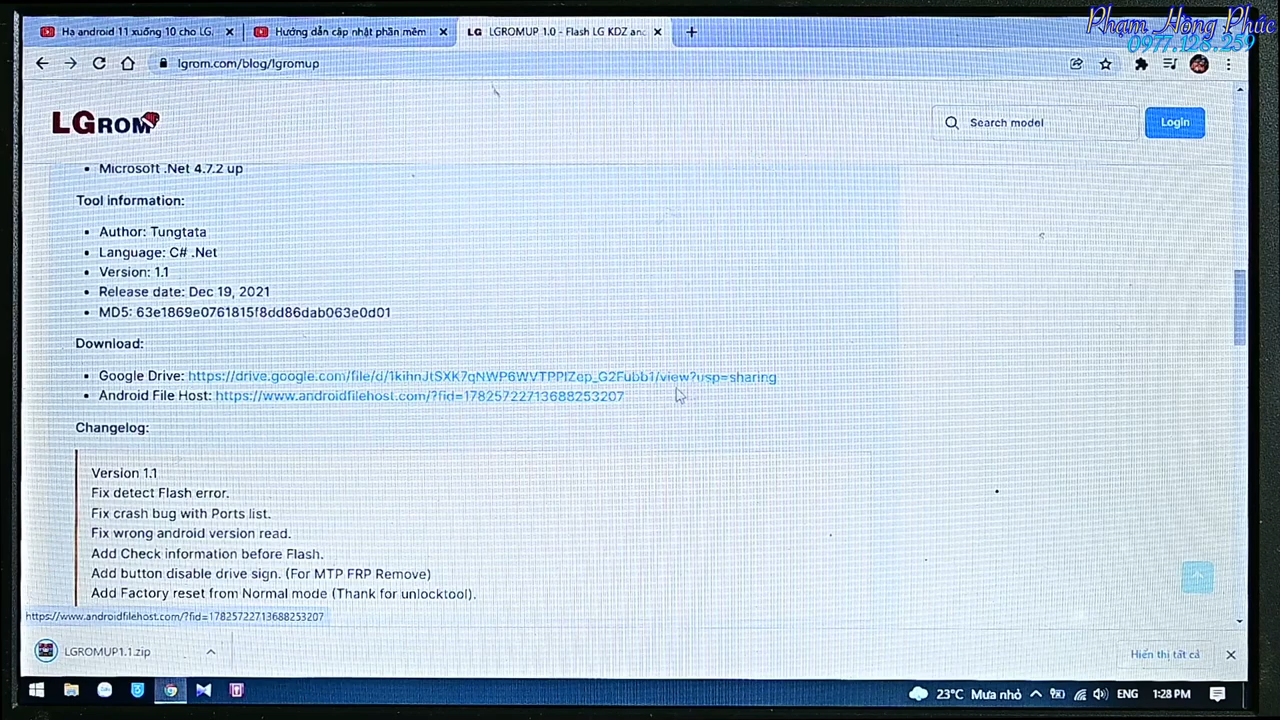 Phạm Hồng Phúc
0977.128.259
Hạ android 11 xuống 10 cho LG.
Hướng dẫn cập nhật phần mềm
LG LGROMUP 1.0 - Flash LG KDZ anc
lgrom.com/blog/lgromup
LGROM
Search model
Login
Microsoft .Net 4.7.2 up
Tool information:
Author: Tungtata
Language: C# .Net
Version: 1.1
Release date: Dec 19, 2021
MD5: 63e1869e0761815f8dd86dab063e0d01
Download:
Google Drive: https://drive.google.com/file/d/1kihnJtSXK7qNWP6WVTPPIZep_G2Fubb1/view?usp=sharing
Android File Host: https://www.androidfilehost.com/?fid=17825722713688253207
Changelog:
Version 1.1
Fix detect Flash error.
Fix crash bug with Ports list.
Fix wrong android version read.
Add Check information before Flash.
Add button disable drive sign. (For MTP FRP Remove)
Add Factory reset from Normal mode (Thank for unlocktool).
https://www.androidfilehost.com/?fid=17825722713688253207
LGROMUP1.1.zip
Hiển thị tất cả
23°C Mưa nhỏ
ENG
1:28 PM